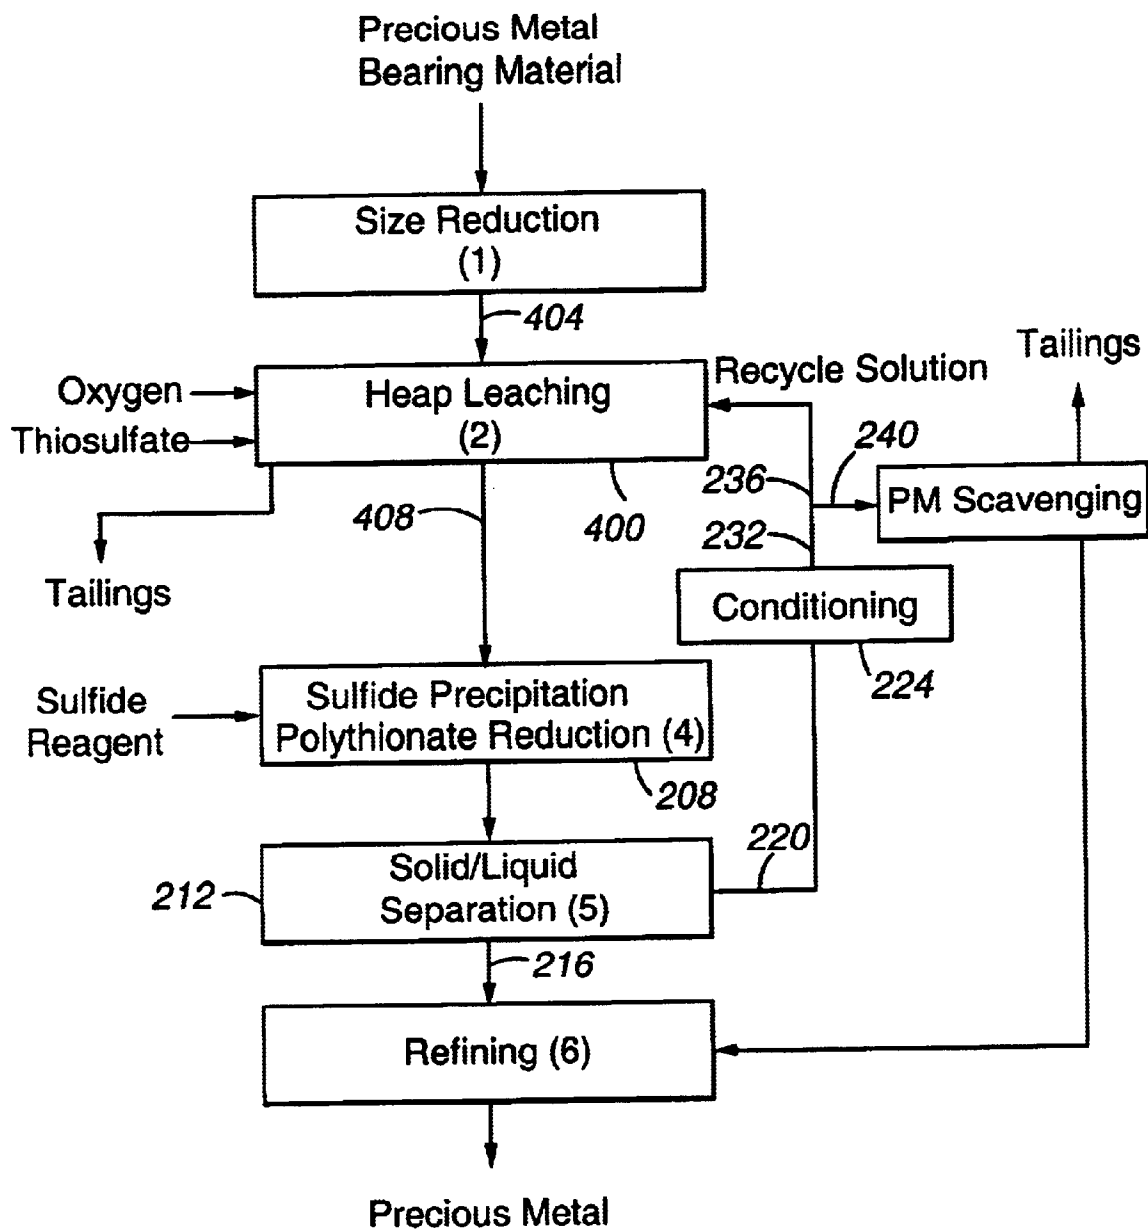 Precious Metal
Bearing Material
Size Reduction
(1)
404
Tailings
Recycle Solution
Oxygen
Thiosulfate
Heap Leaching
(2)
240
236
PM Scavenging
408
400
232
Tailings
Conditioning
224
Sulfide
Reagent
Sulfide Precipitation
Polythionate Reduction (4)
208
220
212
Solid/Liquid
Separation (5)
216
Refining (6)
Precious Metal